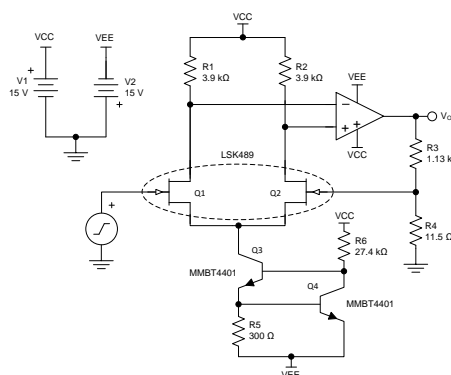 VCC
VCC
VEE
V1
15 V
V2
15 V
R1
3.9 kΩ
R2
3.9 kΩ
VEE
VCC
VO
R3
1.13 k
LSK489
Q1
Q2
R4
11.5 Ω
VCC
R6
27.4 kΩ
Q3
MMBT4401
Q4
MMBT4401
R5
300 Ω
VEE